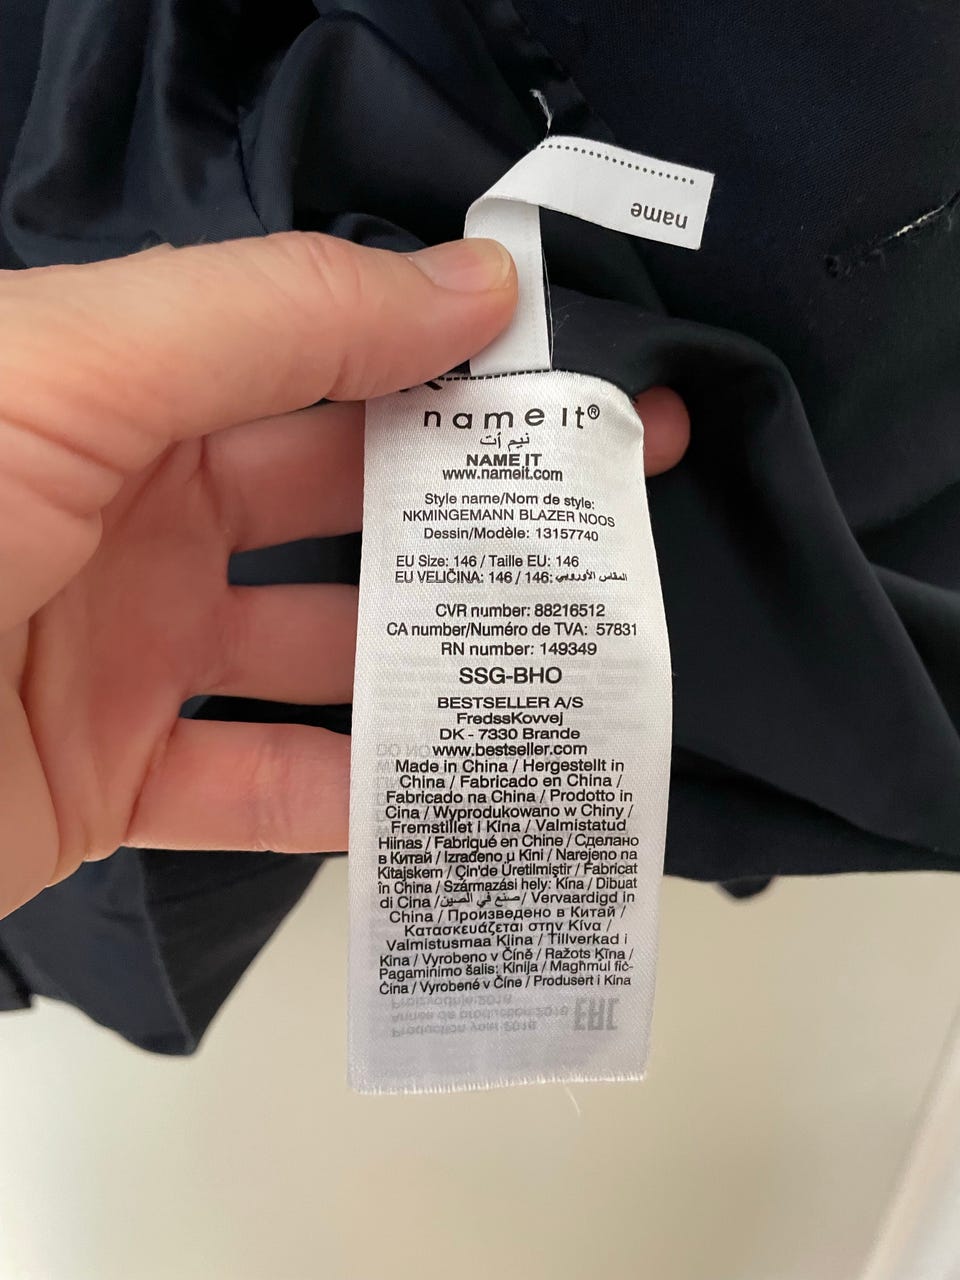 name
name it®
نيم أت
NAME IT
www.nameit.com
Style name/Nom de style:
NKMINGEMANN BLAZER NOOS
Dessin/Modèle: 13157740
EU Size: 146 / Taille EU: 146
EU VELIČINA: 146 / 146: المقاس الأوروبي
CVR number: 88216512
CA number/Numéro de TVA: 57831
RN number: 149349
SSG-BHO
BESTSELLER A/S
FredssKovvej
DK - 7330 Brande
www.bestseller.com
Made in China / Hergestellt in
China / Fabricado en China /
Fabricado na China / Prodotto in
Cina / Wyprodukowano w Chiny /
Fremstillet i Kina / Valmistatud
Hiinas / Fabriqué en Chine / Сделано
в Китай / Izrađeno u Kini / Narejeno na
Kitajskem / Çin'de Üretilmiştir / Fabricat
în China / Származási hely: Kína / Dibuat
di Cina / صنع في الصين / Vervaardigd in
China / Произведено в Китай /
Κατασκευάζεται στην Κίνα /
Valmistusmaa Kiina / Tillverkad i
Kina / Vyrobeno v Číně / Ražots Ķīna /
Pagaminimo šalis: Kinija / Magħmul fiċ-
Ċina / Vyrobené v Číne / Produsert i Kina